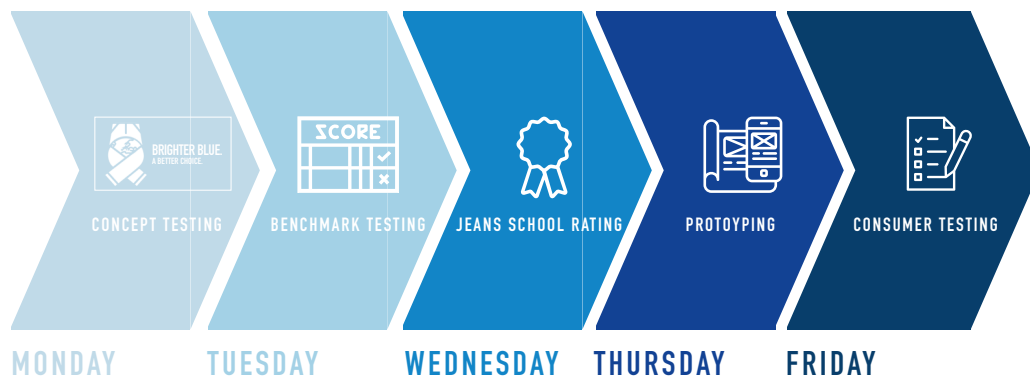 BRIGHTER BLUE.
A BETTER CHOICE.
SCORE
CONCEPT TESTING
BENCHMARK TESTING
JEANS SCHOOL RATING
PROTOYPING
CONSUMER TESTING
MONDAY
TUESDAY
WEDNESDAY
THURSDAY
FRIDAY